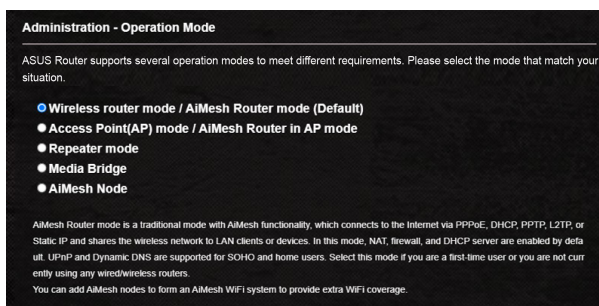 Administration - Operation Mode
ASUS Router supports several operation modes to meet different requirements. Please select the mode that match your
situation.
Wireless router mode / AiMesh Router mode (Default)
Access Point(AP) mode / AiMesh Router in AP mode
Repeater mode
Media Bridge
AiMesh Node
AiMesh Router mode is a traditional mode with AiMesh functionality, which connects to the Internet via PPPoE, DHCP, PPTP, L2TP, or
Static IP and shares the wireless network to LAN clients or devices. In this mode, NAT, firewall, and DHCP server are enabled by defa
ult. UPnP and Dynamic DNS are supported for SOHO and home users. Select this mode if you are a first-time user or you are not curr
ently using any wired/wireless routers.
You can add AiMesh nodes to form an AiMesh WiFi system to provide extra WiFi coverage.